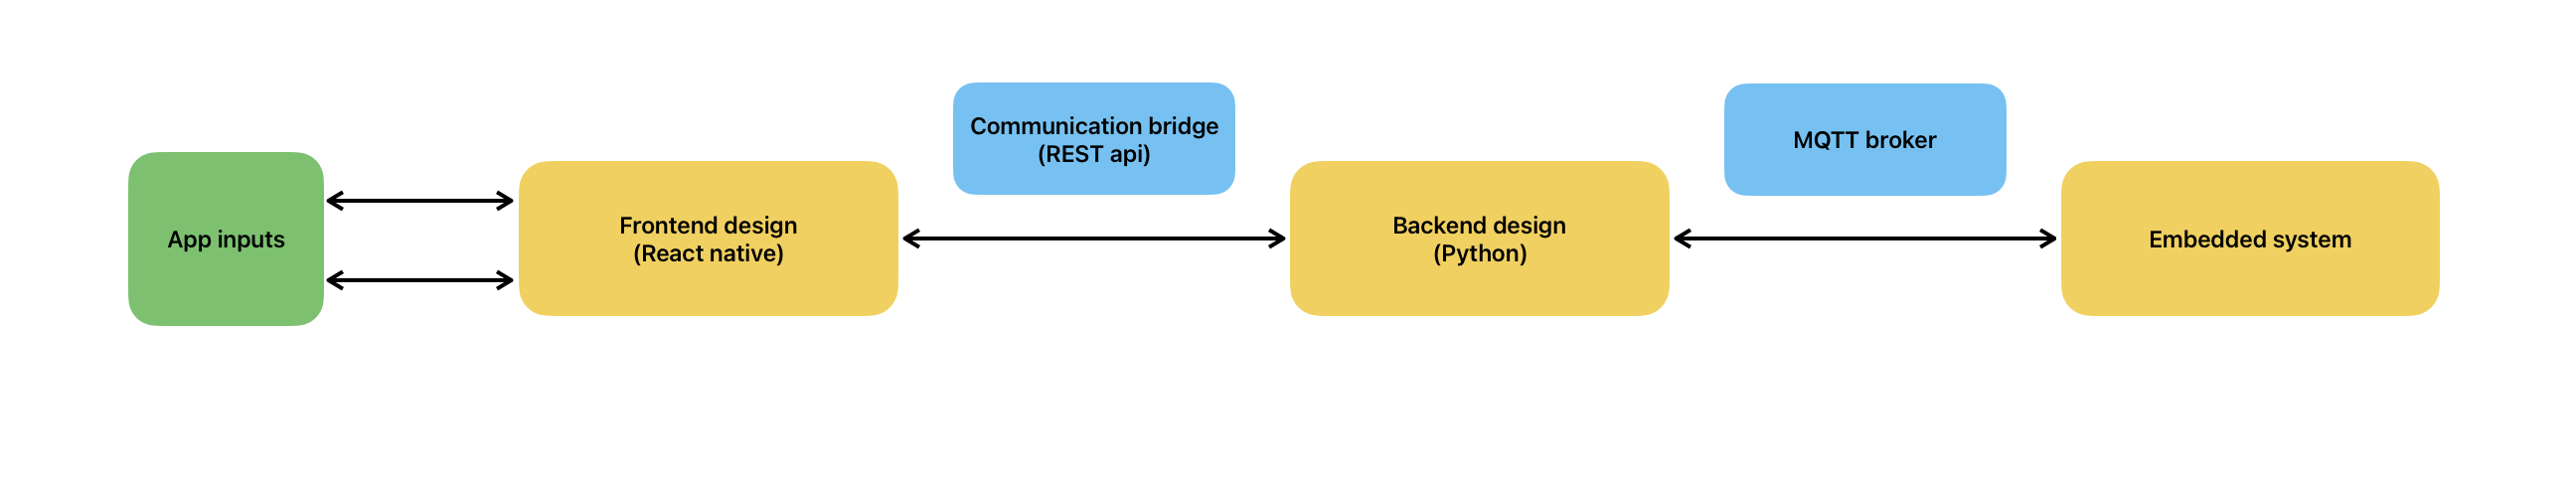 App inputs
Frontend design
(React native)
Communication bridge
(REST api)
Backend design
(Python)
MQTT broker
Embedded system